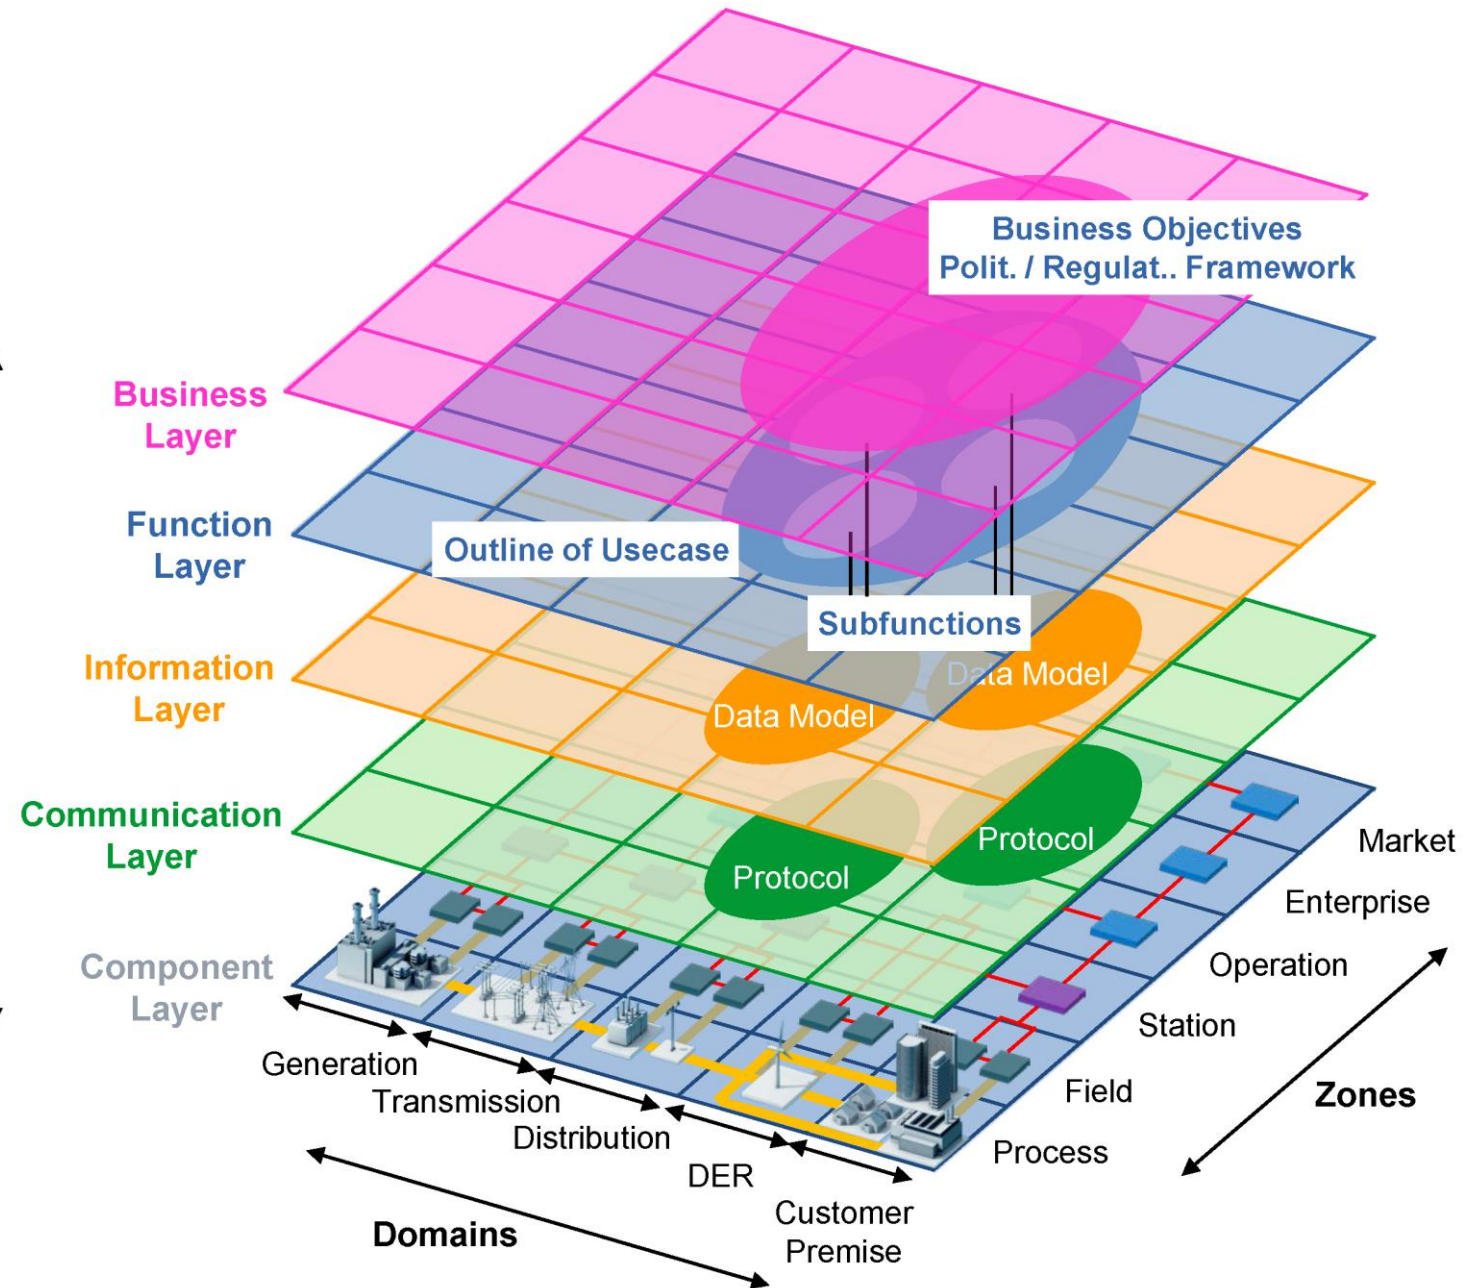 Business Objectives
Polit. / Regulat.. Framework
Business
Layer
Function
Layer
Outline of Usecase
Subfunctions
Information
Layer
Data Model
Data Model
Communication
Layer
Protocol
Protocol
Component
Layer
Market
Enterprise
Operation
Station
Field
Process
Zones
Generation
Transmission
Distribution
DER
Customer
Premise
Domains